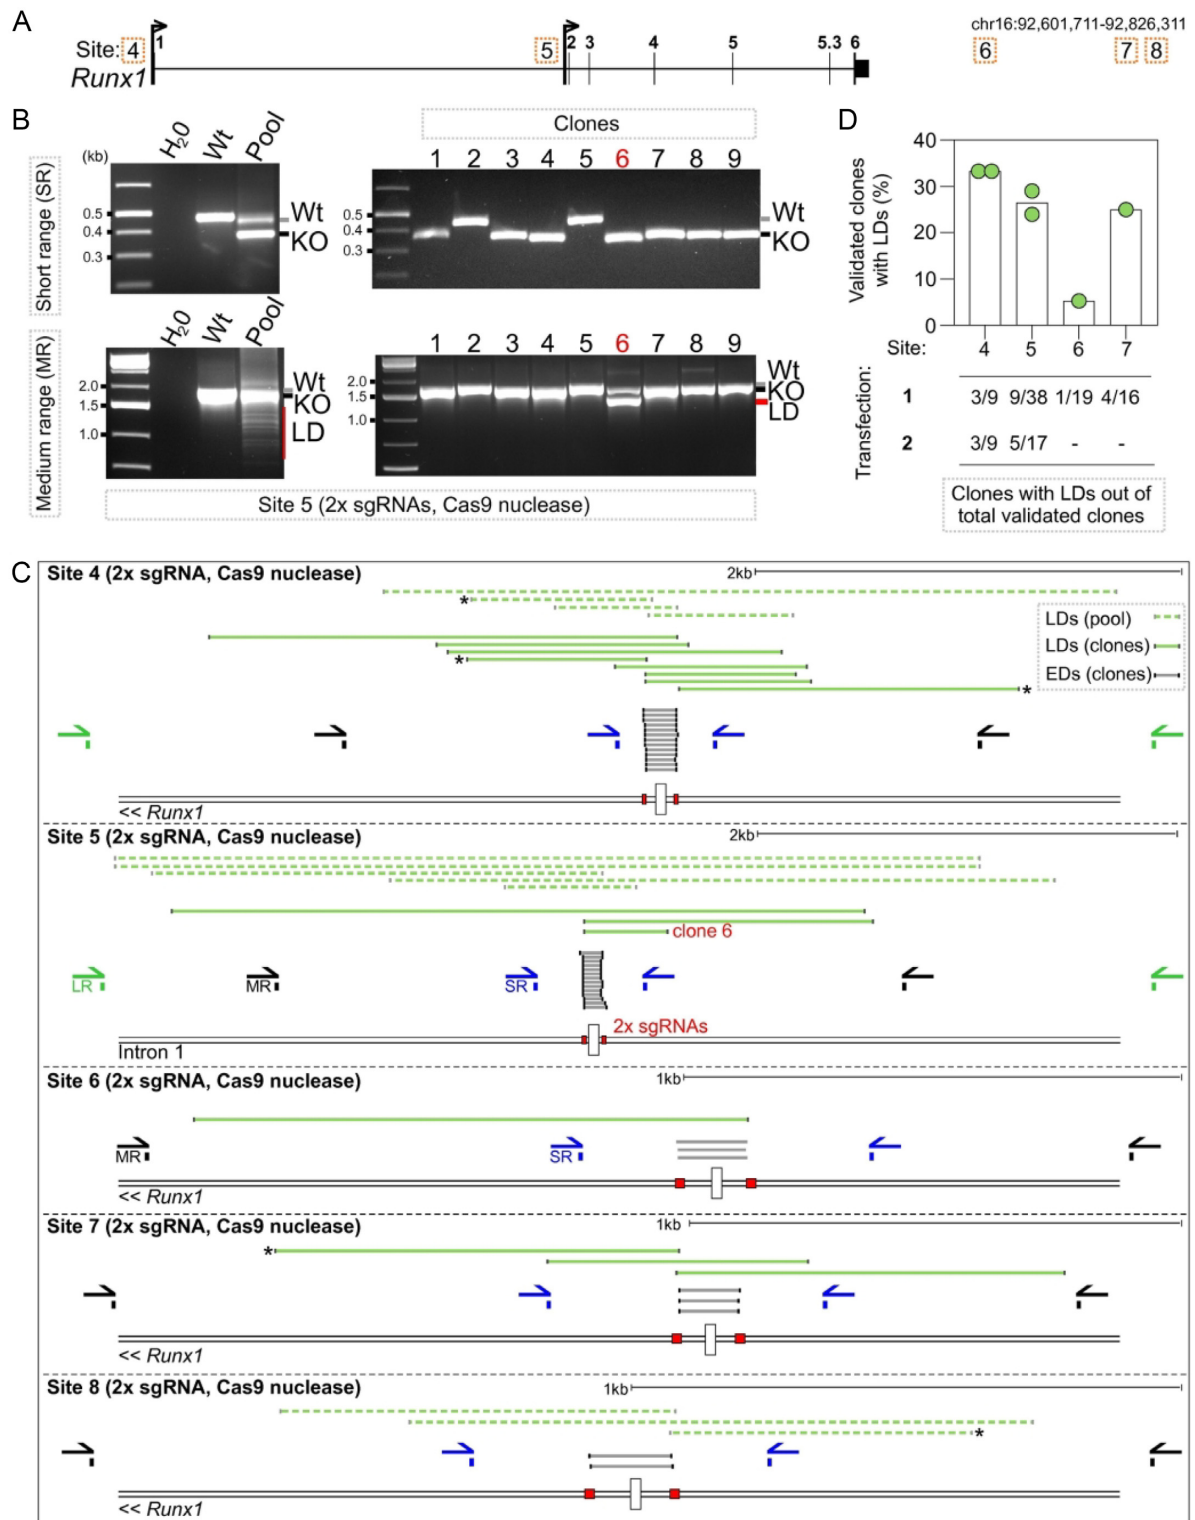 A
chr16:92,601,711-92,826,311
Site: 4 1 5 2 3 4 5 5.3 6 6 7 8
Runx1
B
Clones
D
Short range (SR)
(kb) H20 Wt Pool
1 2 3 4 5 6 7 8 9
0.5
0.4
0.3
Wt
KO
0.5
0.4
0.3
Wt
KO
Medium range (MR)
H20 Wt Pool
1 2 3 4 5 6 7 8 9
2.0
1.5
1.0
Wt
KO
LD
2.0
1.5
1.0
Wt
KO
LD
Site 5 (2x sgRNAs, Cas9 nuclease)
Validated clones
with LDs (%)
40
30
20
10
0
Site: 4 5 6 7
Transfection:
1 3/9 9/38 1/19 4/16
2 3/9 5/17 - -
Clones with LDs out of
total validated clones
C
Site 4 (2x sgRNA, Cas9 nuclease)
2kb
*
*
*
LDs (pool)
LDs (clones)
EDs (clones)
<< Runx1
Site 5 (2x sgRNA, Cas9 nuclease)
2kb
clone 6
LR MR SR
2x sgRNAs
Intron 1
Site 6 (2x sgRNA, Cas9 nuclease)
1kb
MR SR
<< Runx1
Site 7 (2x sgRNA, Cas9 nuclease)
1kb
*
<< Runx1
Site 8 (2x sgRNA, Cas9 nuclease)
1kb
*
<< Runx1